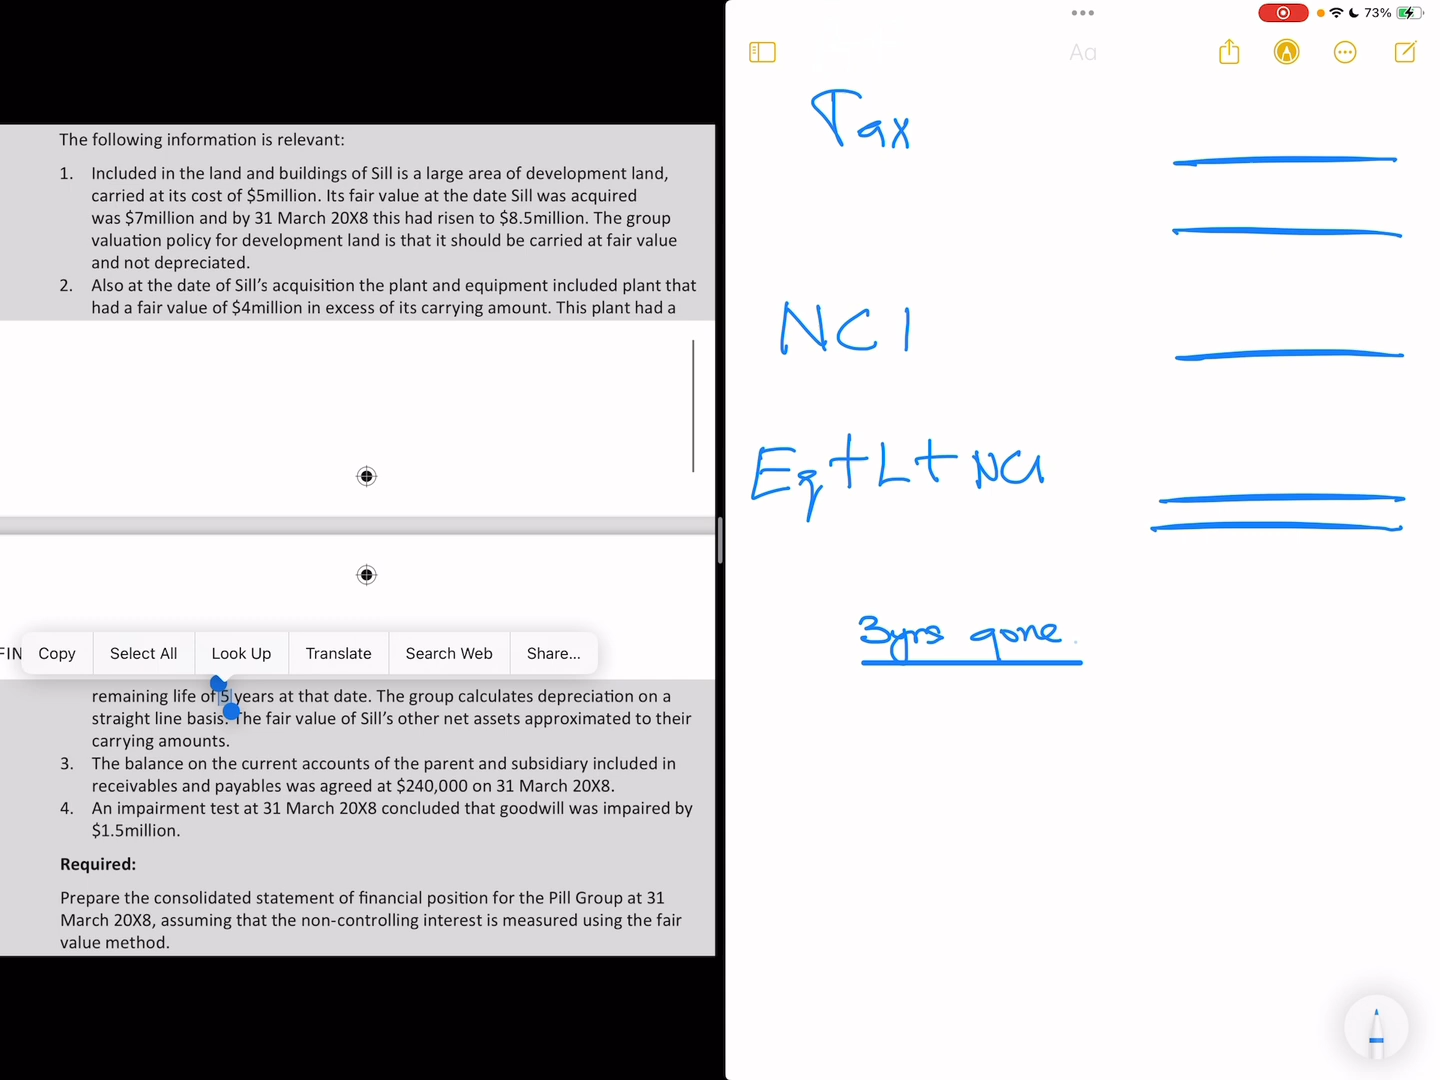 73%
Aa
The following information is relevant:
1. Included in the land and buildings of Sill is a large area of development land,
carried at its cost of $5million. Its fair value at the date Sill was acquired
was $7million and by 31 March 20X8 this had risen to $8.5million. The group
valuation policy for development land is that it should be carried at fair value
and not depreciated.
2. Also at the date of Sill's acquisition the plant and equipment included plant that
had a fair value of $4million in excess of its carrying amount. This plant had a
FIN
Copy Select All Look Up Translate Search Web Share...
remaining life of 5 years at that date. The group calculates depreciation on a
straight line basis. The fair value of Sill's other net assets approximated to their
carrying amounts.
3. The balance on the current accounts of the parent and subsidiary included in
receivables and payables was agreed at $240,000 on 31 March 20X8.
4. An impairment test at 31 March 20X8 concluded that goodwill was impaired by
$1.5million.
Required:
Prepare the consolidated statement of financial position for the Pill Group at 31
March 20X8, assuming that the non-controlling interest is measured using the fair
value method.
Tax
NCI
Eq+L+NCI
3yrs gone.